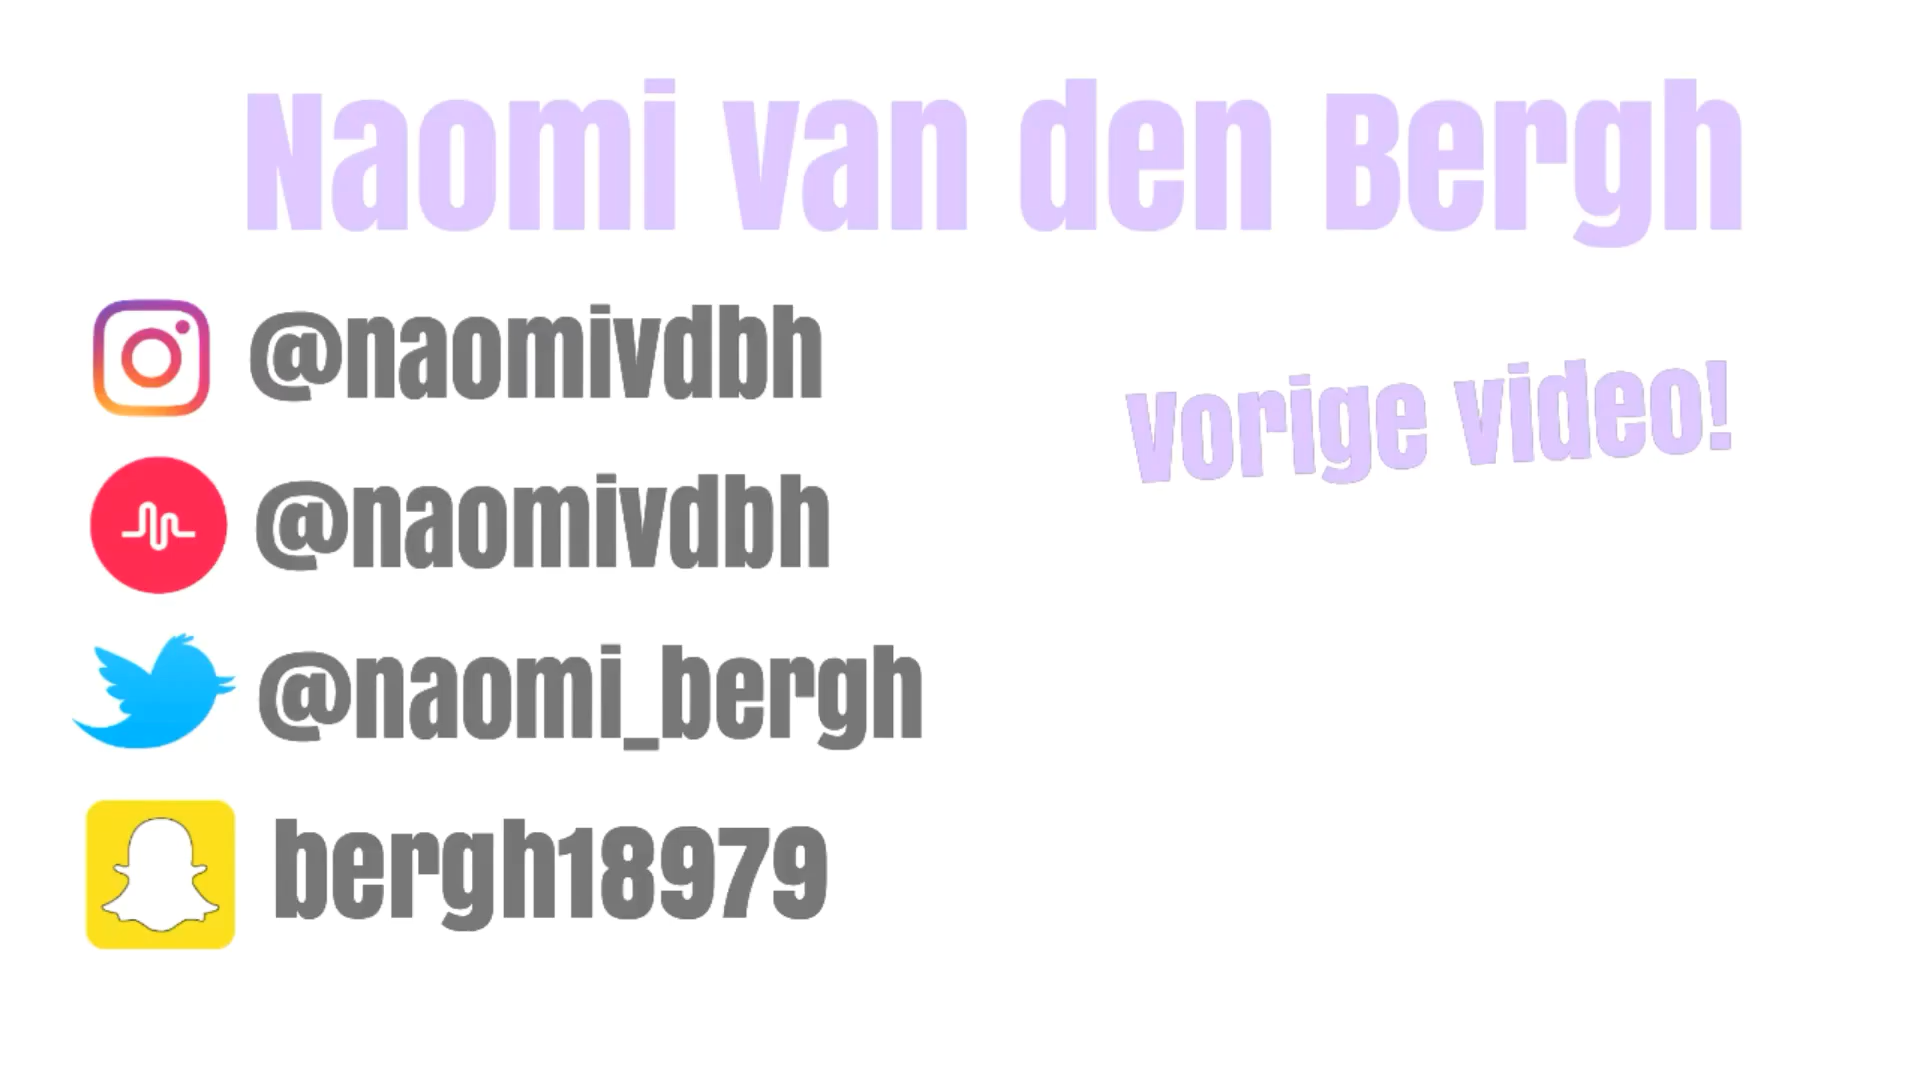 Naomi van den Bergh
@naomivdbh
Vorige video!
@naomivdbh
@naomi_bergh
bergh18979